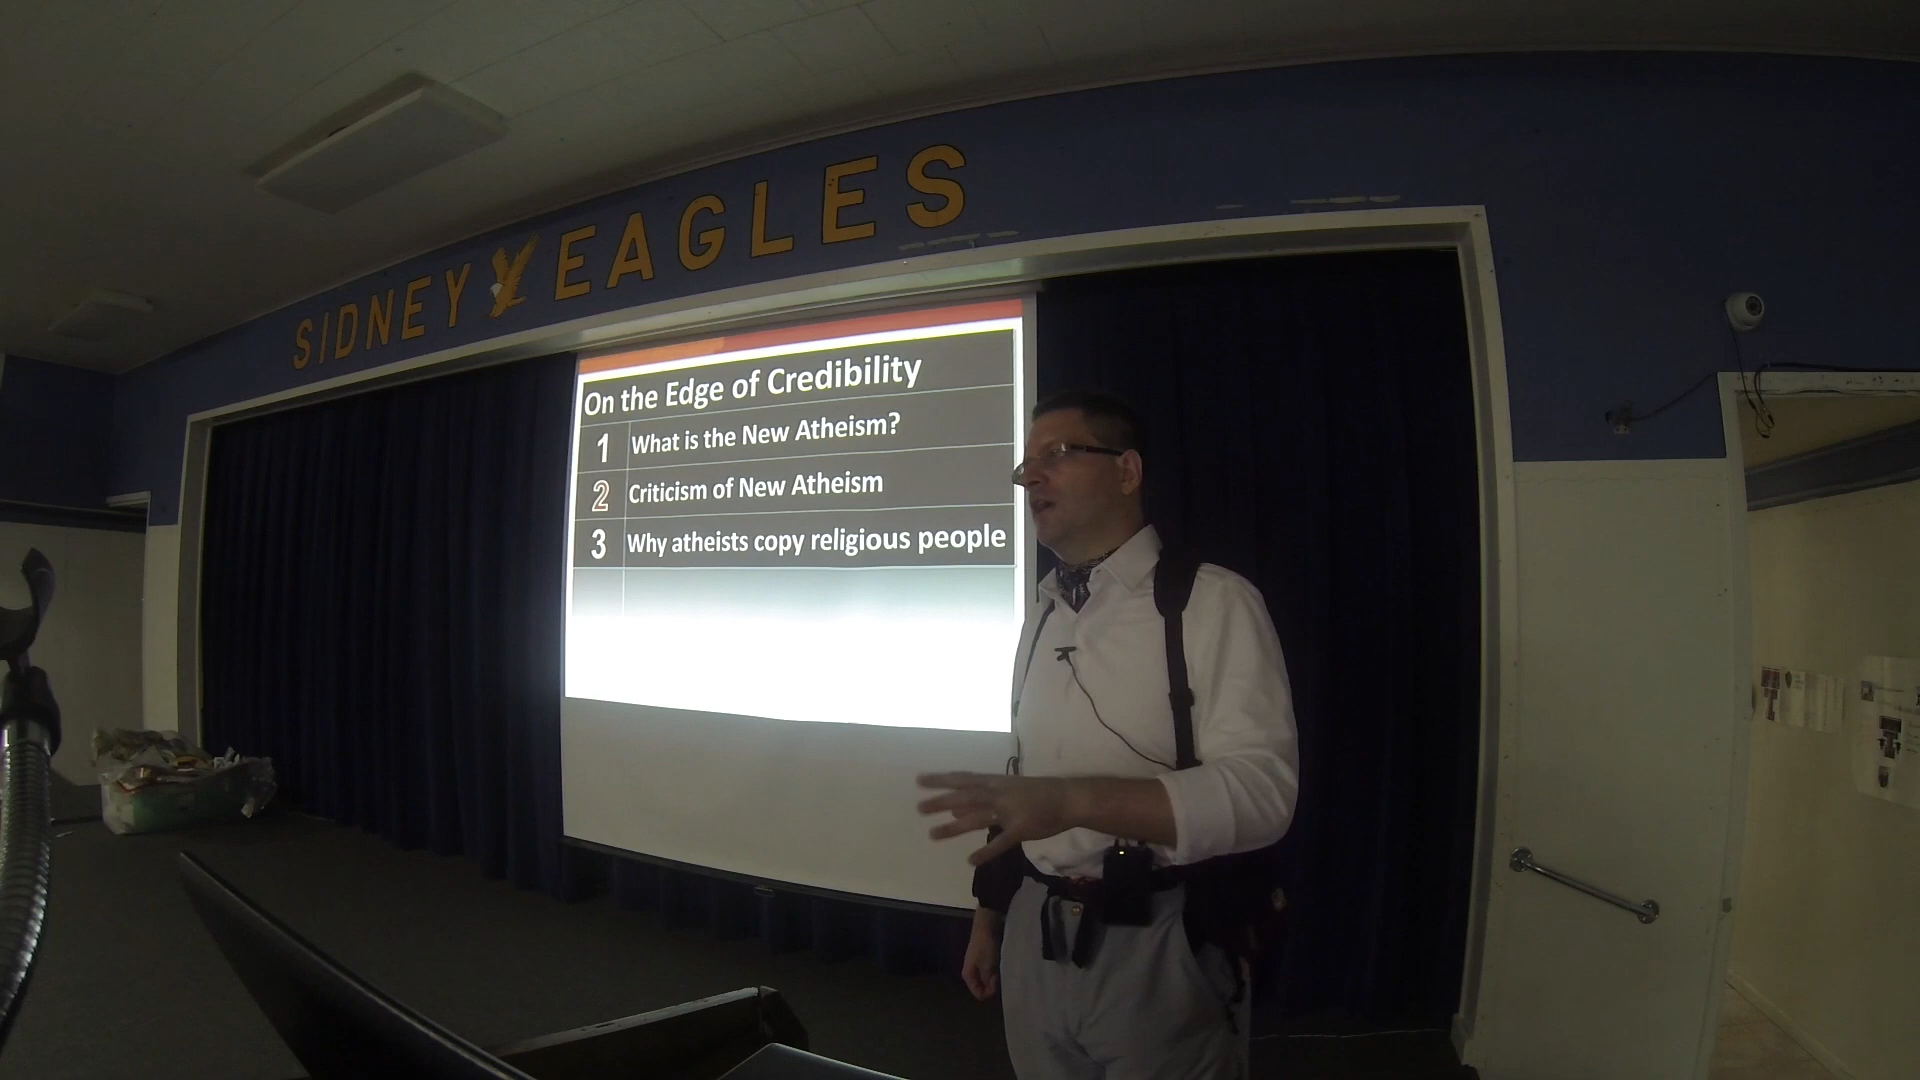 SIDNEY EAGLES
On the Edge of Credibility
1 What is the New Atheism?
2 Criticism of New Atheism
3 Why atheists copy religious people